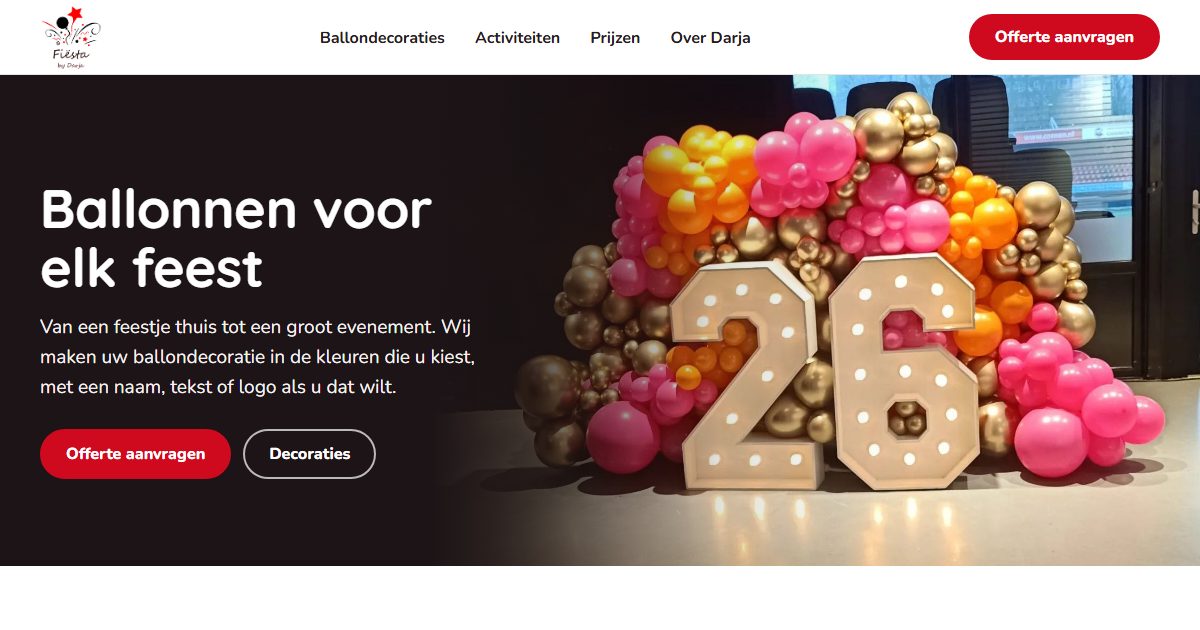 Fiësta
by Darja
Ballondecoraties
Activiteiten
Prijzen
Over Darja
Offerte aanvragen
Ballonnen voor
elk feest
Van een feestje thuis tot een groot evenement. Wij
maken uw ballondecoratie in de kleuren die u kiest,
met een naam, tekst of logo als u dat wilt.
Offerte aanvragen
Decoraties
26